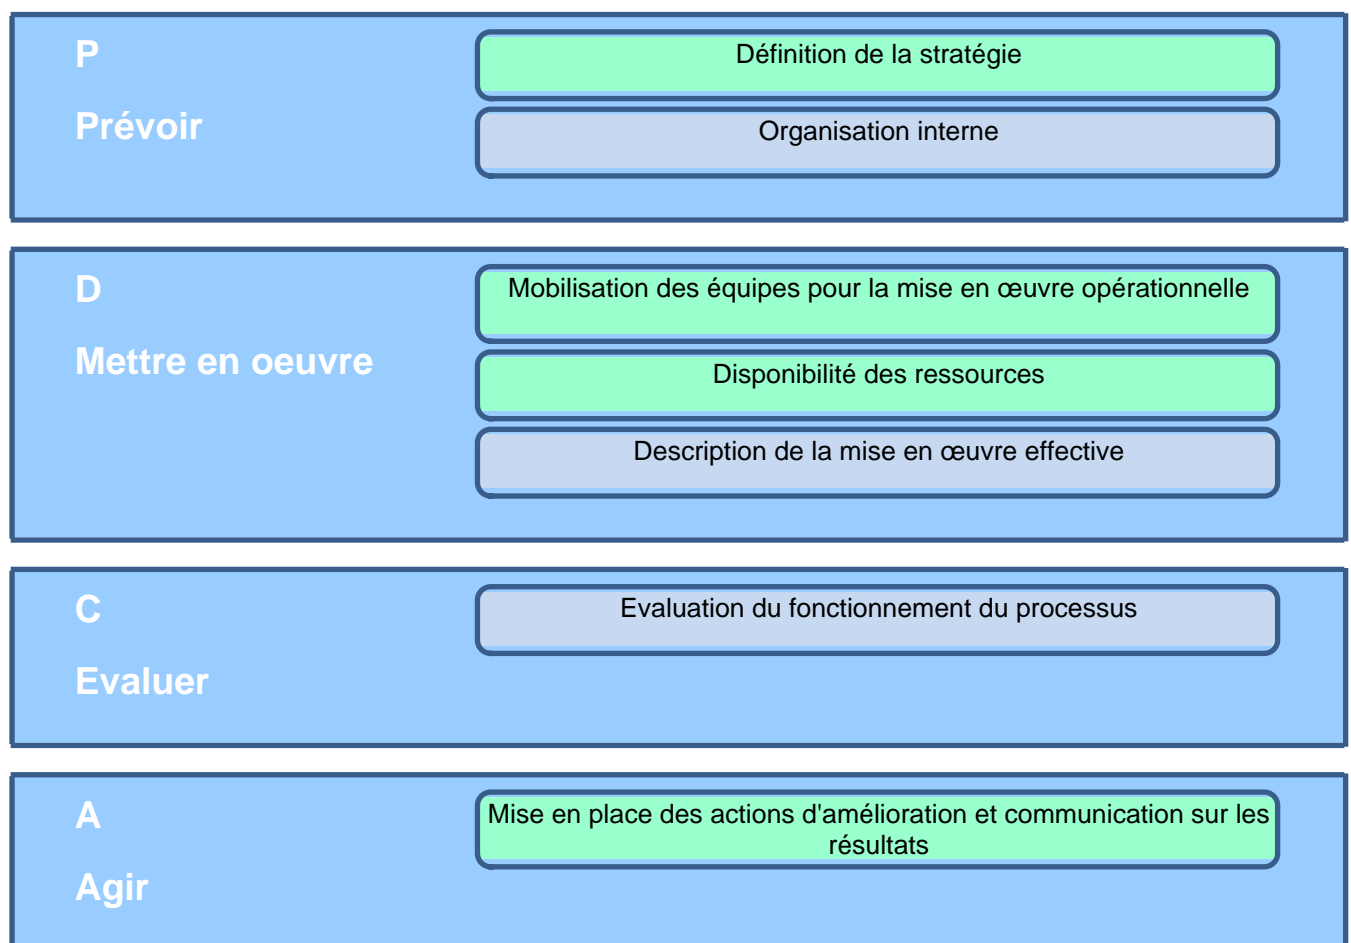 P
Prévoir
Définition de la stratégie
Organisation interne
D
Mettre en oeuvre
Mobilisation des équipes pour la mise en œuvre opérationnelle
Disponibilité des ressources
Description de la mise en œuvre effective
C
Evaluer
Evaluation du fonctionnement du processus
A
Agir
Mise en place des actions d'amélioration et communication sur les
résultats